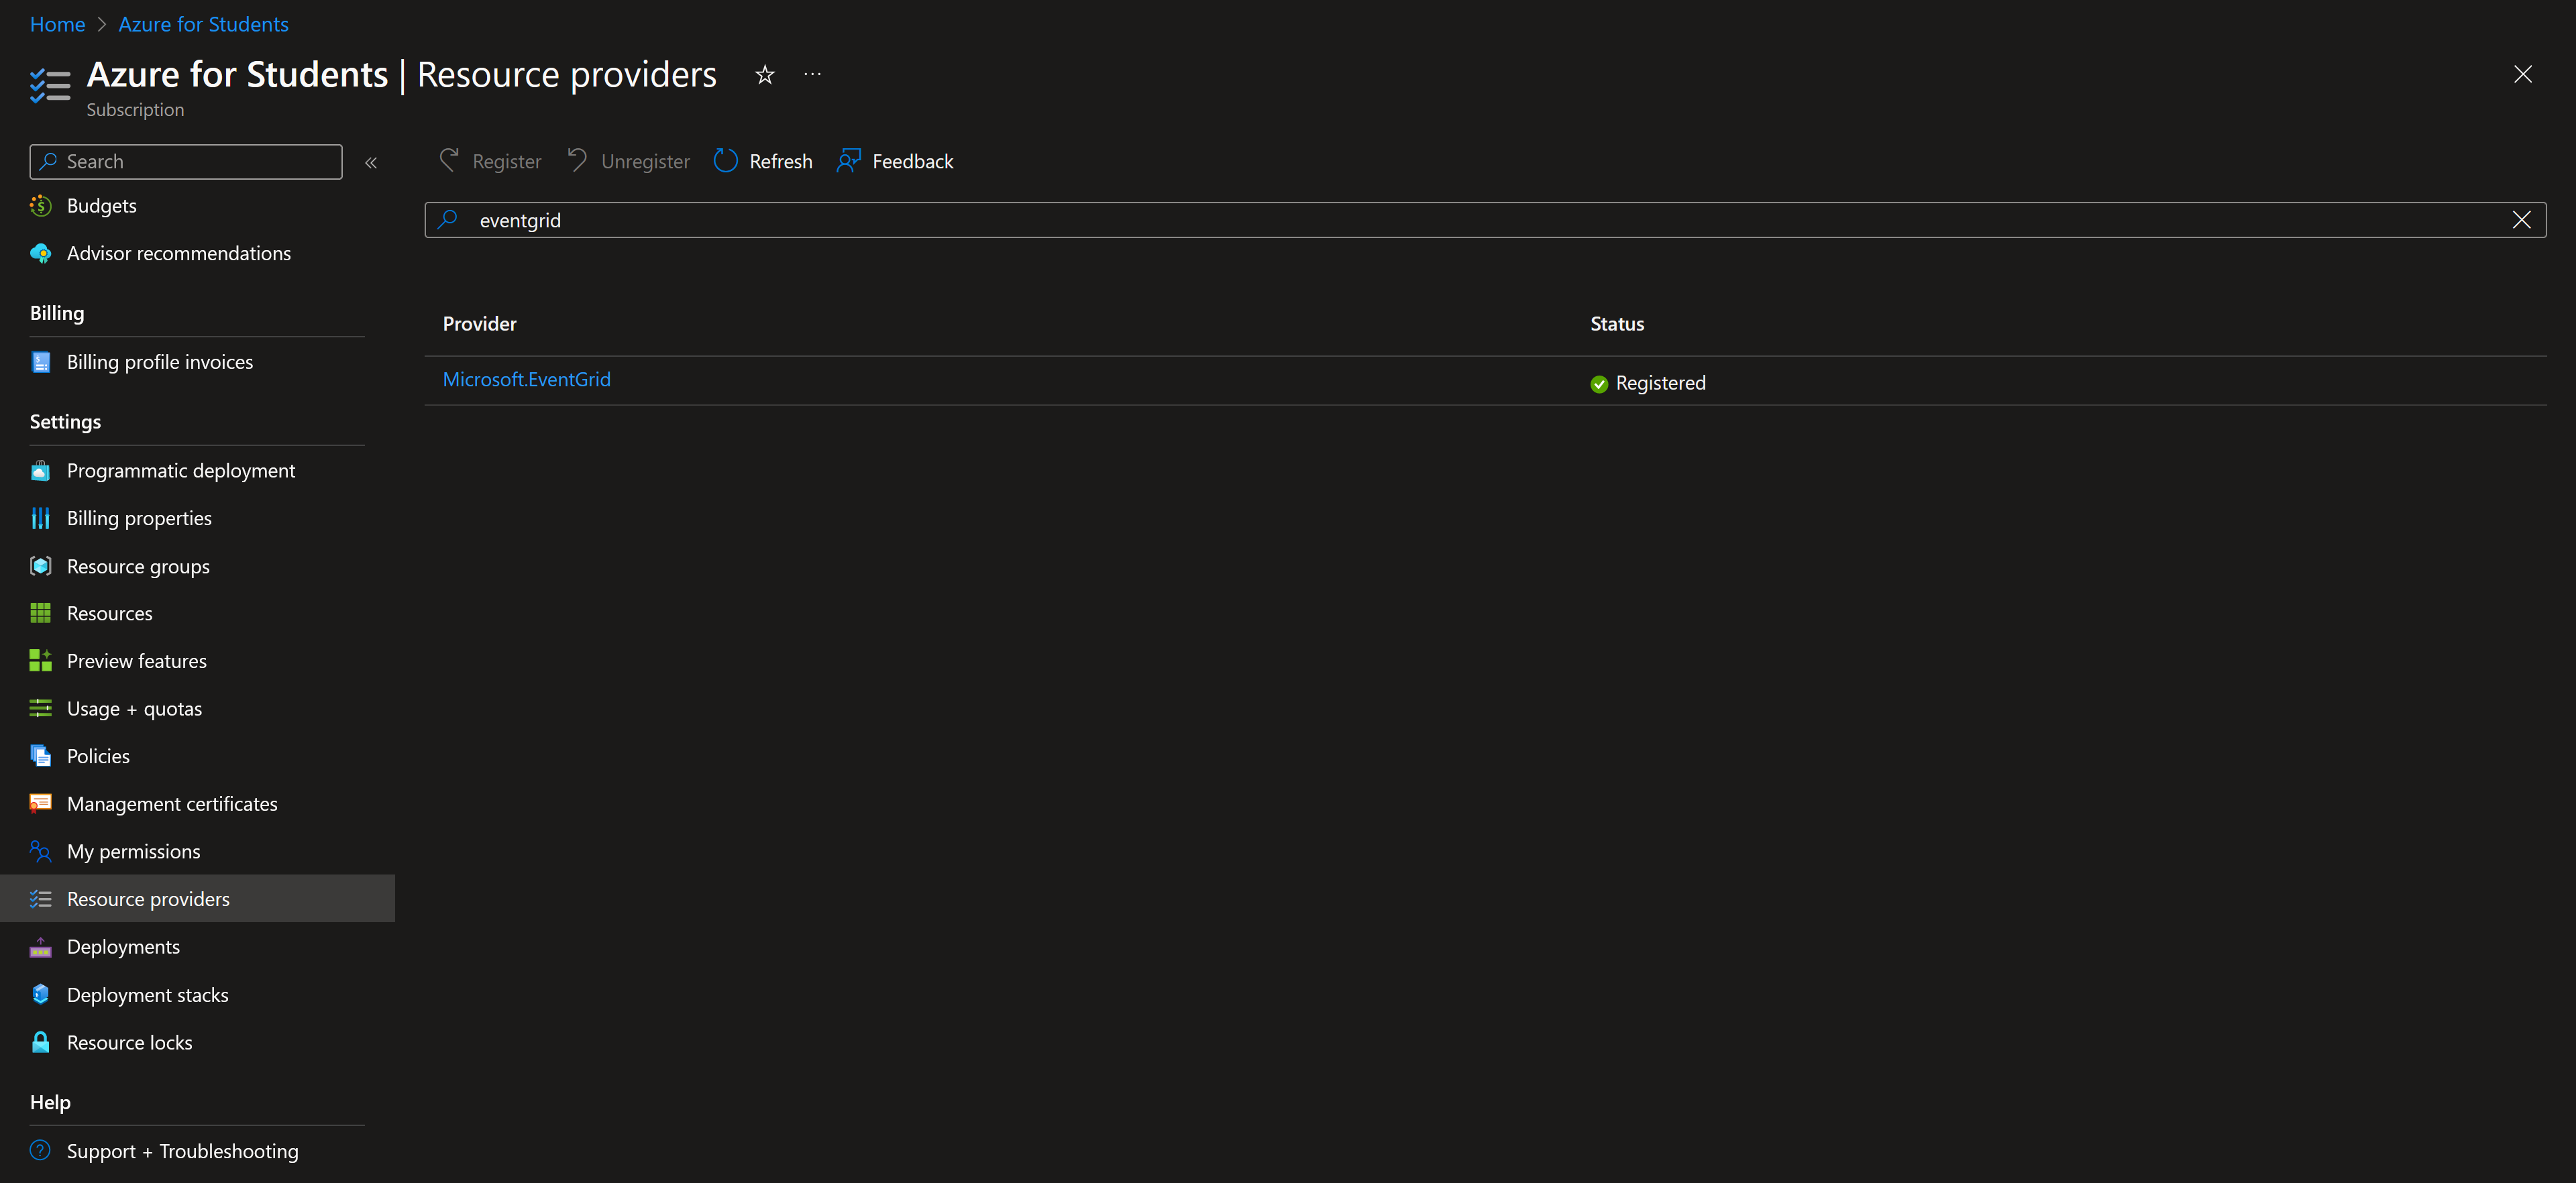 Home > Azure for Students
Azure for Students | Resource providers
Subscription
Search
Budgets
Advisor recommendations
Billing
Billing profile invoices
Settings
Programmatic deployment
Billing properties
Resource groups
Resources
Preview features
Usage + quotas
Policies
Management certificates
My permissions
Resource providers
Deployments
Deployment stacks
Resource locks
Help
Support + Troubleshooting
Register Unregister Refresh Feedback
eventgrid
Provider Status
Microsoft.EventGrid Registered